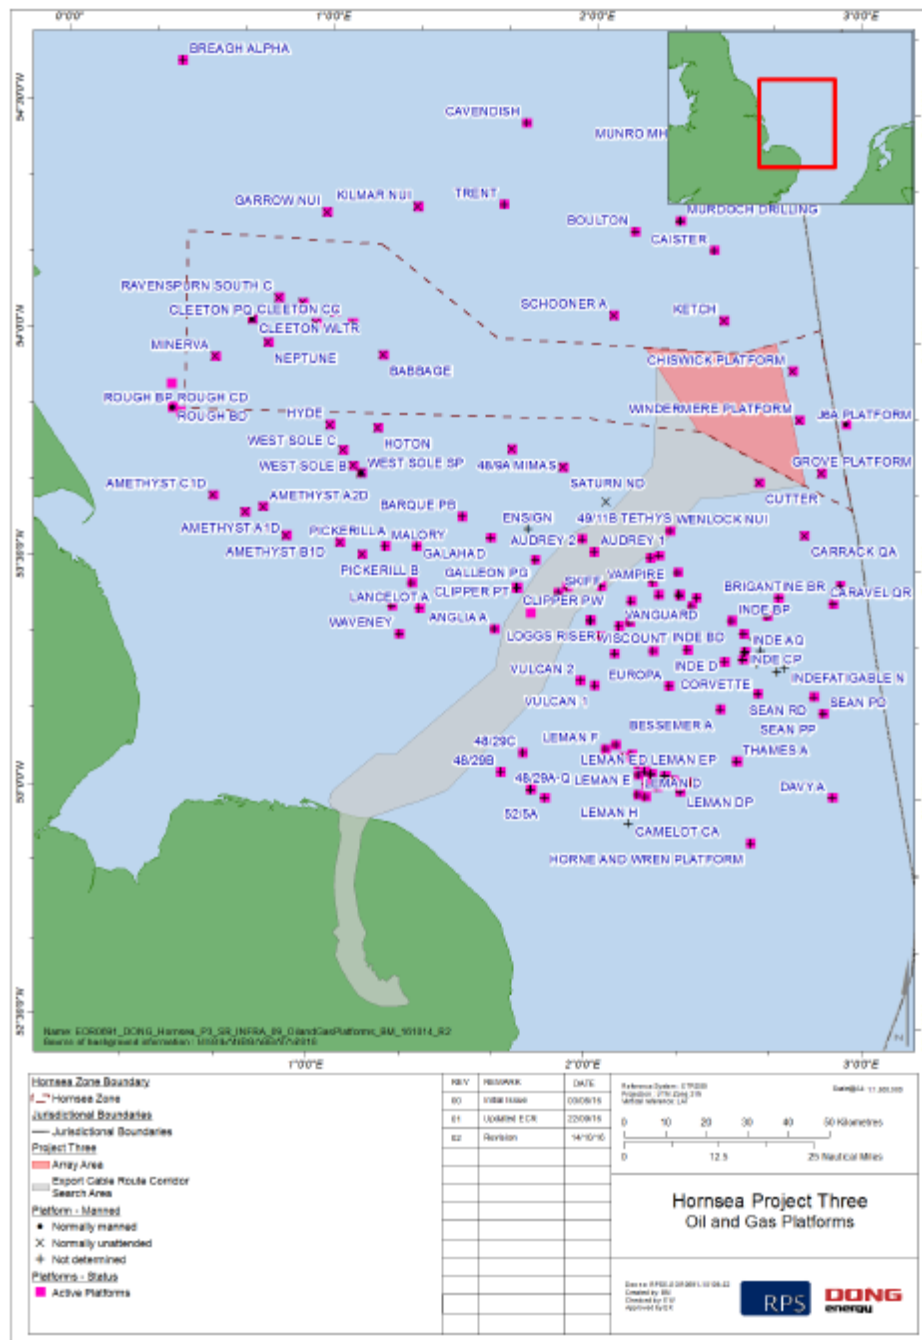 0°0'0" 1°0'0"E 2°0'0"E 3°0'0"E
BREAGH ALPHA
CAVENDISH
MUNRO MH
GARROW NUI
KILMAR NUI
TRENT
MURDOCH DRILLING
BOULTON
CAISTER
RAVENSPURN SOUTH C
SCHOONER A
KETCH
CLEETON PQ CLEETON CC
CLEETON WLTR
MINERVA
NEPTUNE
BABBAGE
CHISWICK PLATFORM
ROUGH BP ROUGH CD
ROUGH BD
HYDE
HOTON
WINDERMERE PLATFORM
J6A PLATFORM
WEST SOLE C
WEST SOLE B
WEST SOLE SP
48/9A MIMAS
SATURN ND
GROVE PLATFORM
CUTTER
AMETHYST C1D
AMETHYST A2D
AMETHYST A1D
AMETHYST B1D
BARQUE PB
ENSIGN
49/11B TETHYS
WENLOCK NUI
PICKERILL A
MALORY
GALAHAD
AUDREY 2
AUDREY 1
CARRACK QA
PICKERILL B
GALLEON PG
SKIFF
VAMPIRE
BRIGANTINE BR
CARAVEL QR
LANCELOT A
CLIPPER PT
CLIPPER PW
VANGUARD
INDE BP
WAVENEY
ANGLIA A
LOGGS RISER
VISCOUNT
INDE BD
INDE AQ
INDE D
INDE CP
INDEFATIGABLE N
VULCAN 2
EUROPA
CORVETTE
VULCAN 1
SEAN RD
SEAN PD
SEAN PP
BESSEMER A
48/29C
LEMAN F
THAMES A
48/29B
LEMAN ED
LEMAN EP
48/29A-Q
LEMAN E
LEMAN D
DAVY A
52/5A
LEMAN H
LEMAN DP
CAMELOT CA
HORNE AND WREN PLATFORM
1°0'0"E 2°0'0"E 3°0'0"E
N
Hornsea Zone Boundary
Hornsea Zone
Jurisdictional Boundaries
Jurisdictional Boundaries
Project Three
Array Area
Export Cable Route Corridor
Search Area
Platform - Manned
Normally manned
Normally unattended
Not determined
Platforms - Status
Active Platforms
REV REMARK DATE
00 Initial Issue
01 Updated ECR
02 Revision 14/10/16
0 10 20 30 40 50 Kilometres
0 12.5 25 Nautical Miles
Hornsea Project Three
Oil and Gas Platforms
RPS
DONG
energy